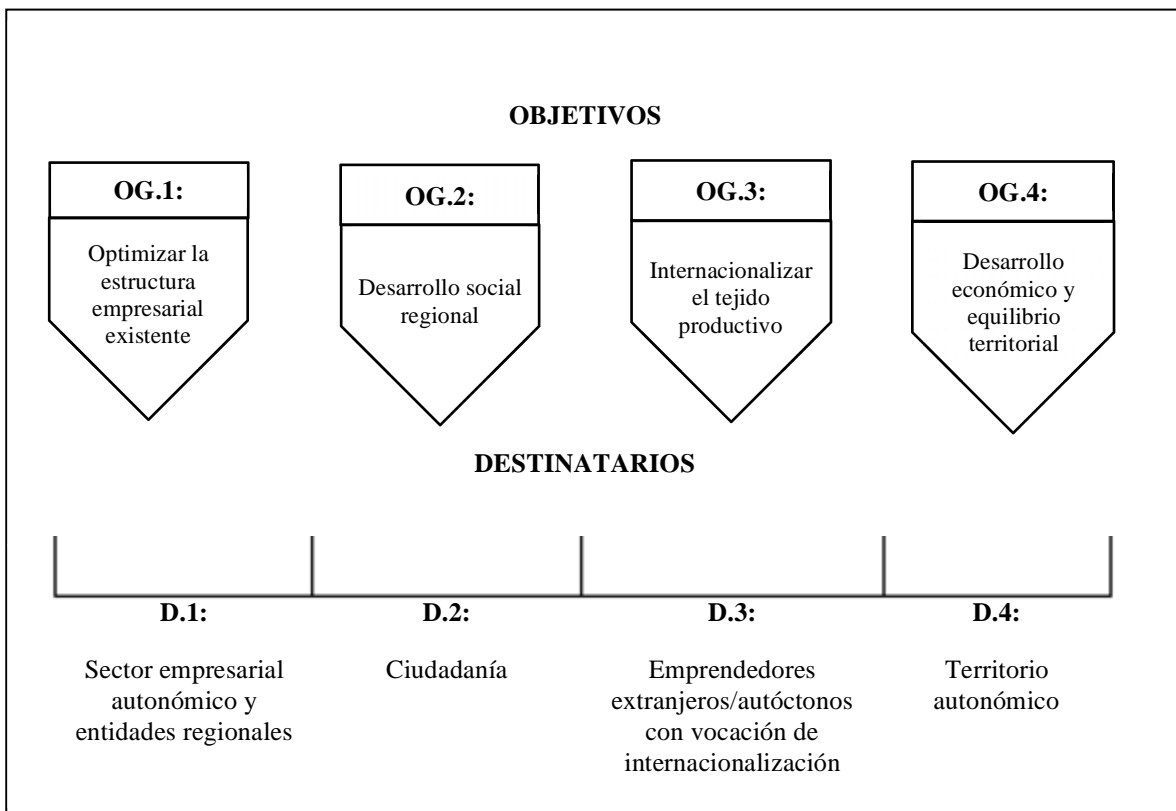 OBJETIVOS
OG.1:
Optimizar la
estructura
empresarial
existente
OG.2:
Desarrollo social
regional
OG.3:
Internacionalizar
el tejido
productivo
OG.4:
Desarrollo
económico y
equilibrio
territorial
DESTINATARIOS
D.1:
Sector empresarial
autonómico y
entidades regionales
D.2:
Ciudadanía
D.3:
Emprendedores
extranjeros/autóctonos
con vocación de
internacionalización
D.4:
Territorio
autonómico